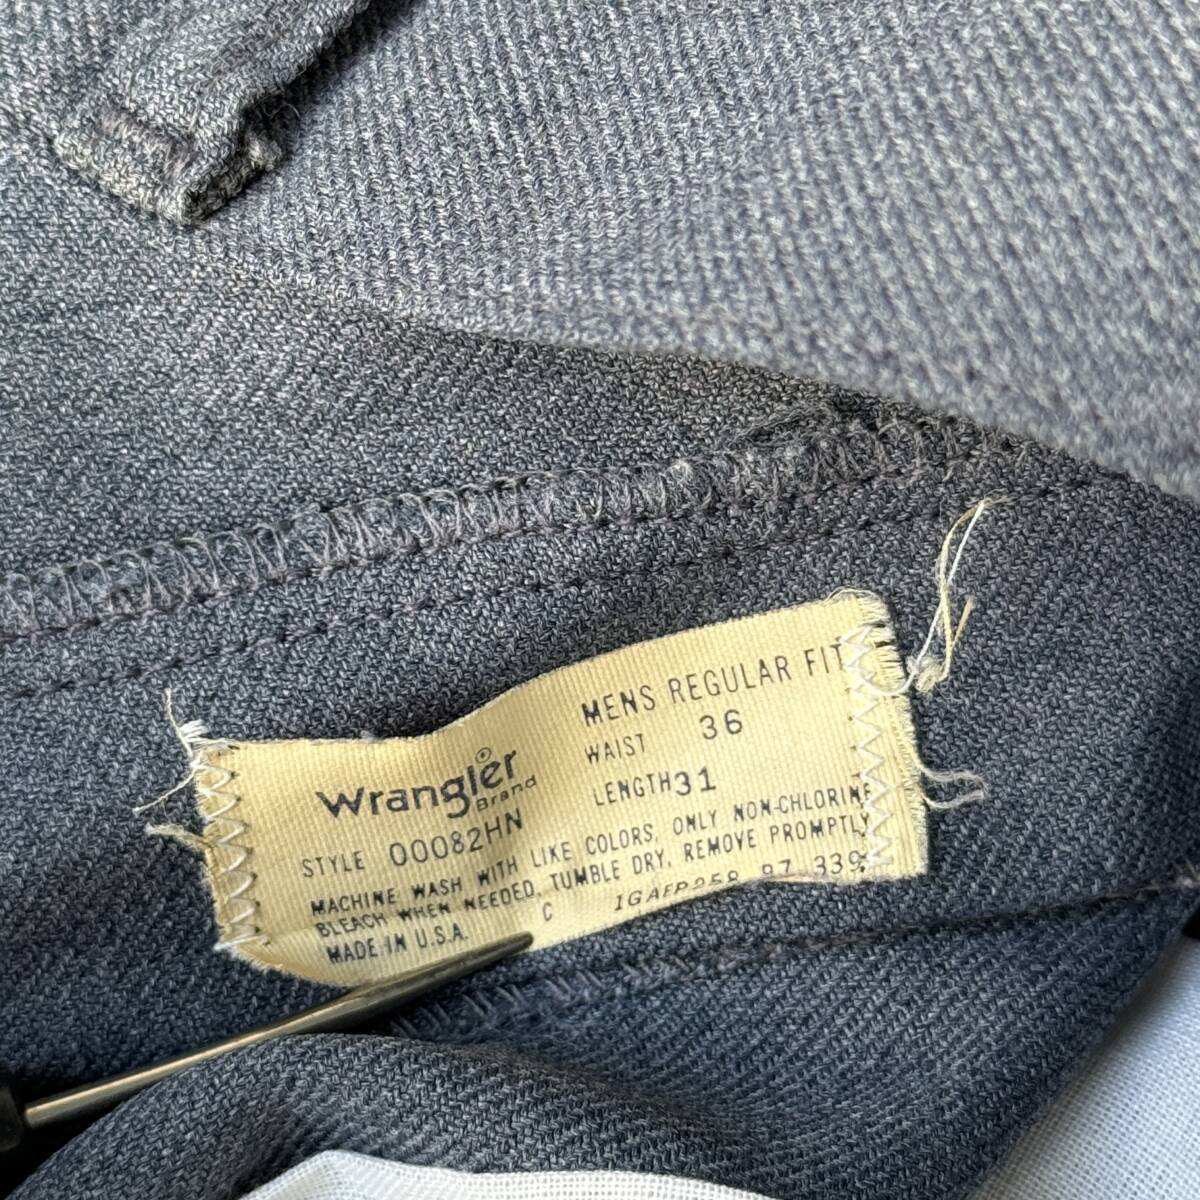 Wrangler®
Brand
STYLE 00082HN
MENS REGULAR FIT
WAIST 36
LENGTH 31
MACHINE WASH WITH LIKE COLORS, ONLY NON-CHLORINE
BLEACH WHEN NEEDED, TUMBLE DRY, REMOVE PROMPTLY
MADE IN U.S.A. C